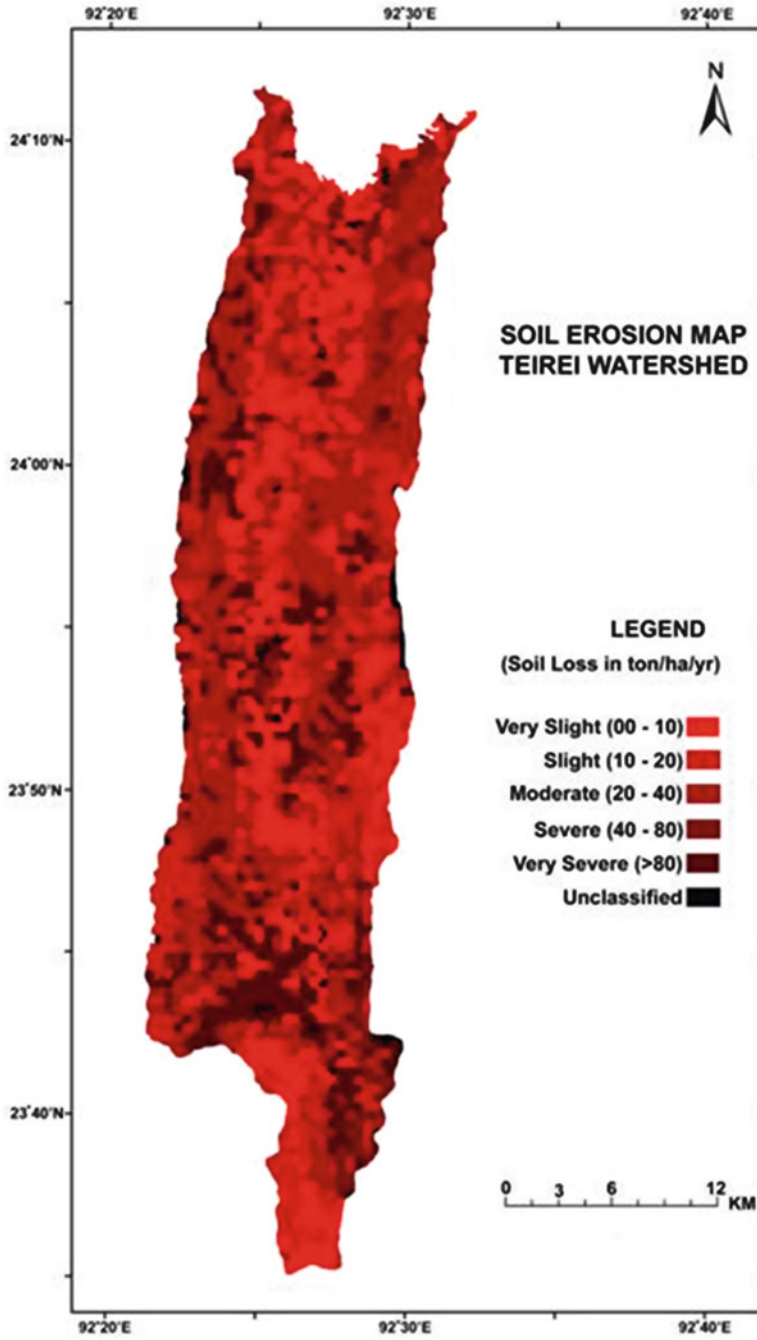 92°20'E 92°30'E 92°40'E
N
24°10'N
SOIL EROSION MAP
TEIREI WATERSHED
24°00'N
LEGEND
(Soil Loss in ton/ha/yr)
Very Slight (00 - 10)
Slight (10 - 20)
23°50'N
Moderate (20 - 40)
Severe (40 - 80)
Very Severe (>80)
Unclassified
23°40'N
0 3 6 12
KM
92°20'E 92°30'E 92°40'E